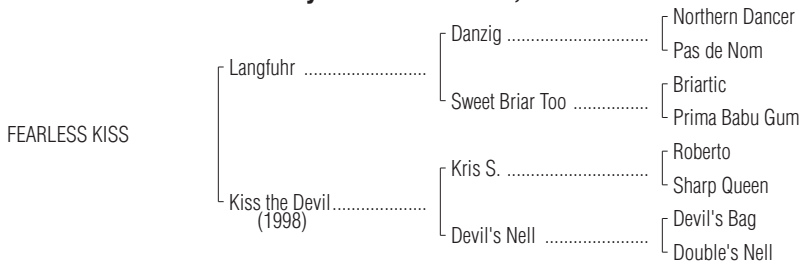 Northern Dancer
Danzig ..............................
Pas de Nom
Langfuhr ..........................
Briartic
Sweet Briar Too ................
Prima Babu Gum
FEARLESS KISS
Roberto
Kris S. ..............................
Sharp Queen
Kiss the Devil....................
(1998)
Devil's Bag
Devil's Nell ......................
Double's Nell